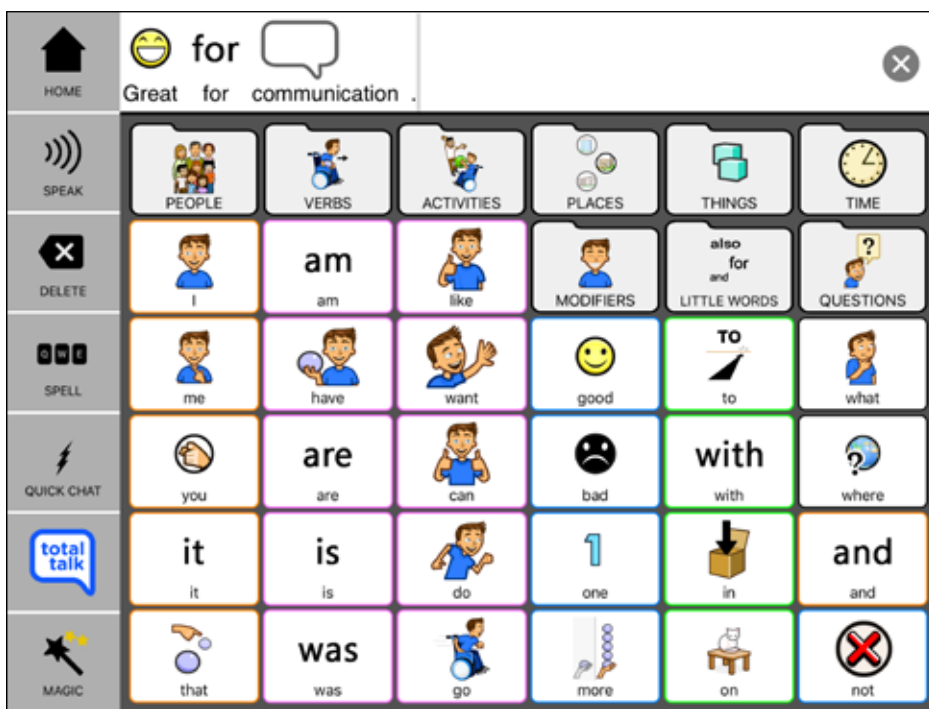 HOME
for
Great for communication .
SPEAK
PEOPLE VERBS ACTIVITIES PLACES THINGS TIME
DELETE
am
also
for
and
I am like MODIFIERS LITTLE WORDS QUESTIONS
?
Q W E
SPELL
TO
me have want good to what
QUICK CHAT
are with
?
you are can bad with where
total
talk
it is 1 and
it is do one in and
MAGIC
was
that was go more on not